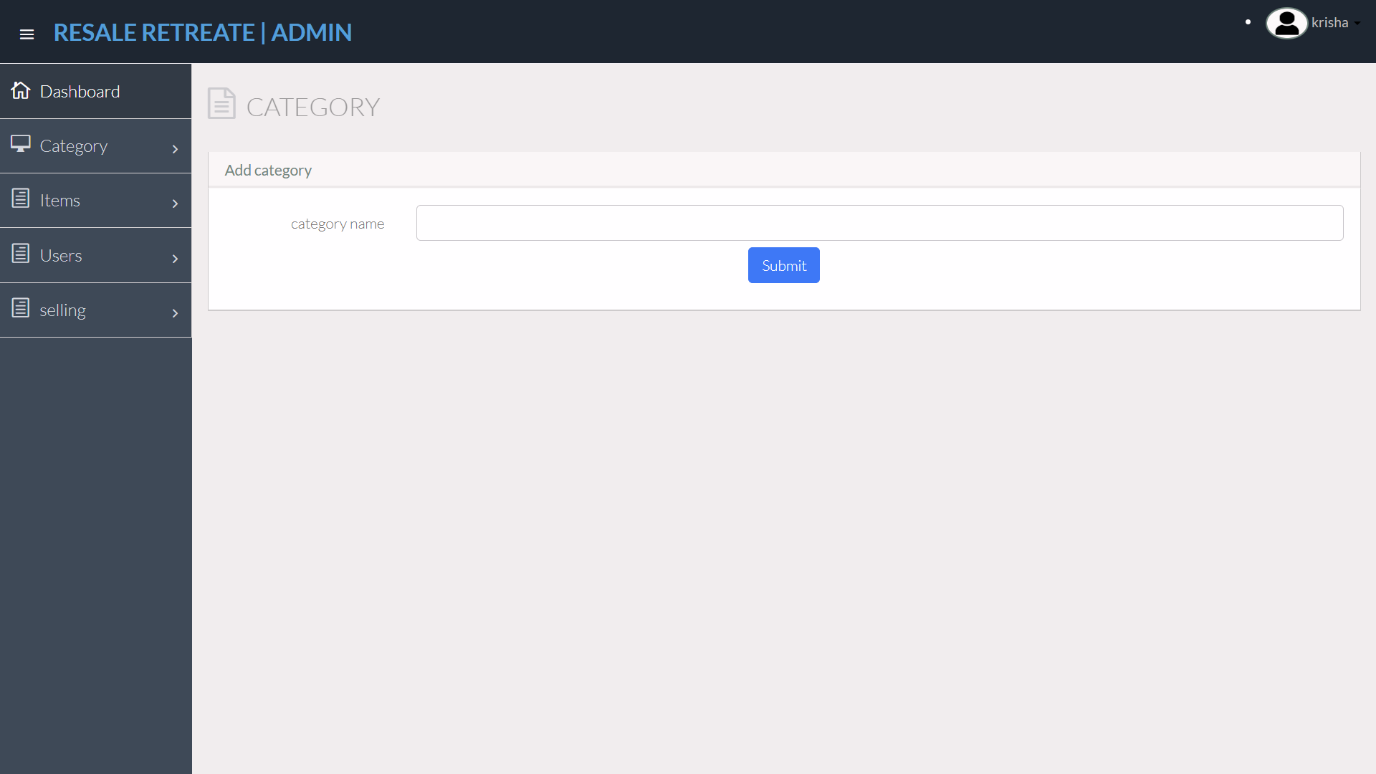 RESALE RETREATE | ADMIN
krisha
Dashboard
Category
Items
Users
selling
CATEGORY
Add category
category name
Submit